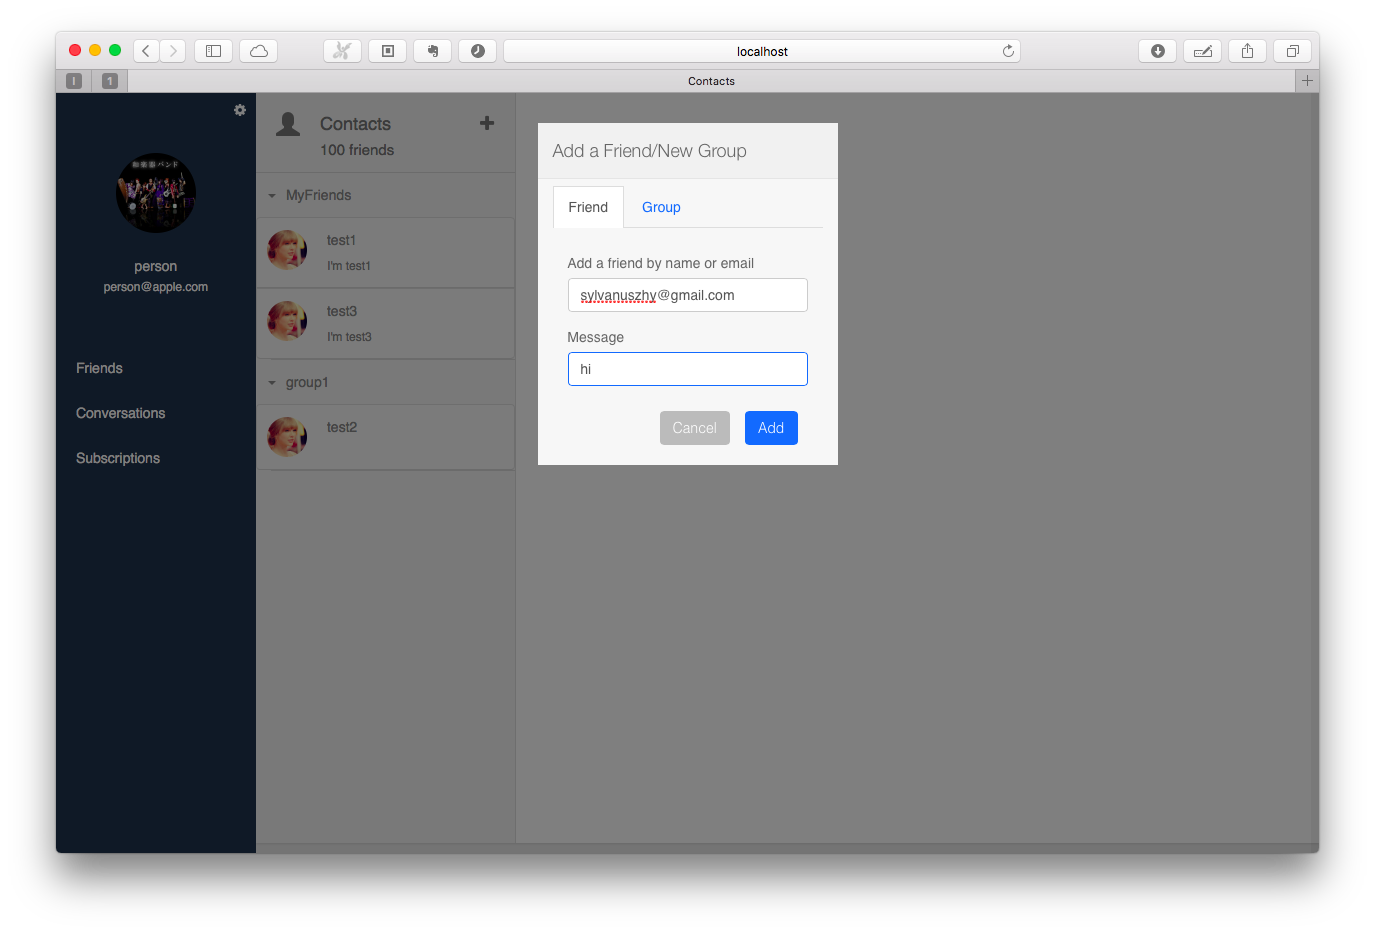 localhost
I
1
Contacts
person
person@apple.com
Friends
Conversations
Subscriptions
Contacts
100 friends
MyFriends
test1
I'm test1
test3
I'm test3
group1
test2
Add a Friend/New Group
Friend
Group
Add a friend by name or email
sylvanuszhy@gmail.com
Message
hi
Cancel
Add